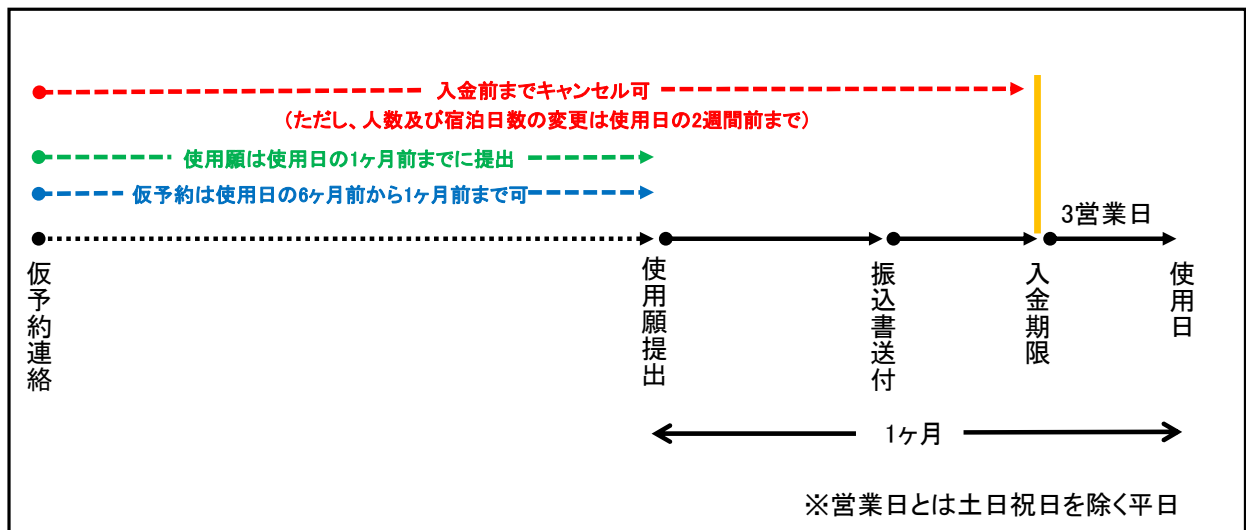 入金前までキャンセル可
（ただし、人数及び宿泊日数の変更は使用日の2週間前まで）
使用願は使用日の1ヶ月前までに提出
仮予約は使用日の6ヶ月前から1ヶ月前まで可
3営業日
仮予約連絡
使用願提出
振込書送付
入金期限
使用日
1ヶ月
※営業日とは土日祝日を除く平日